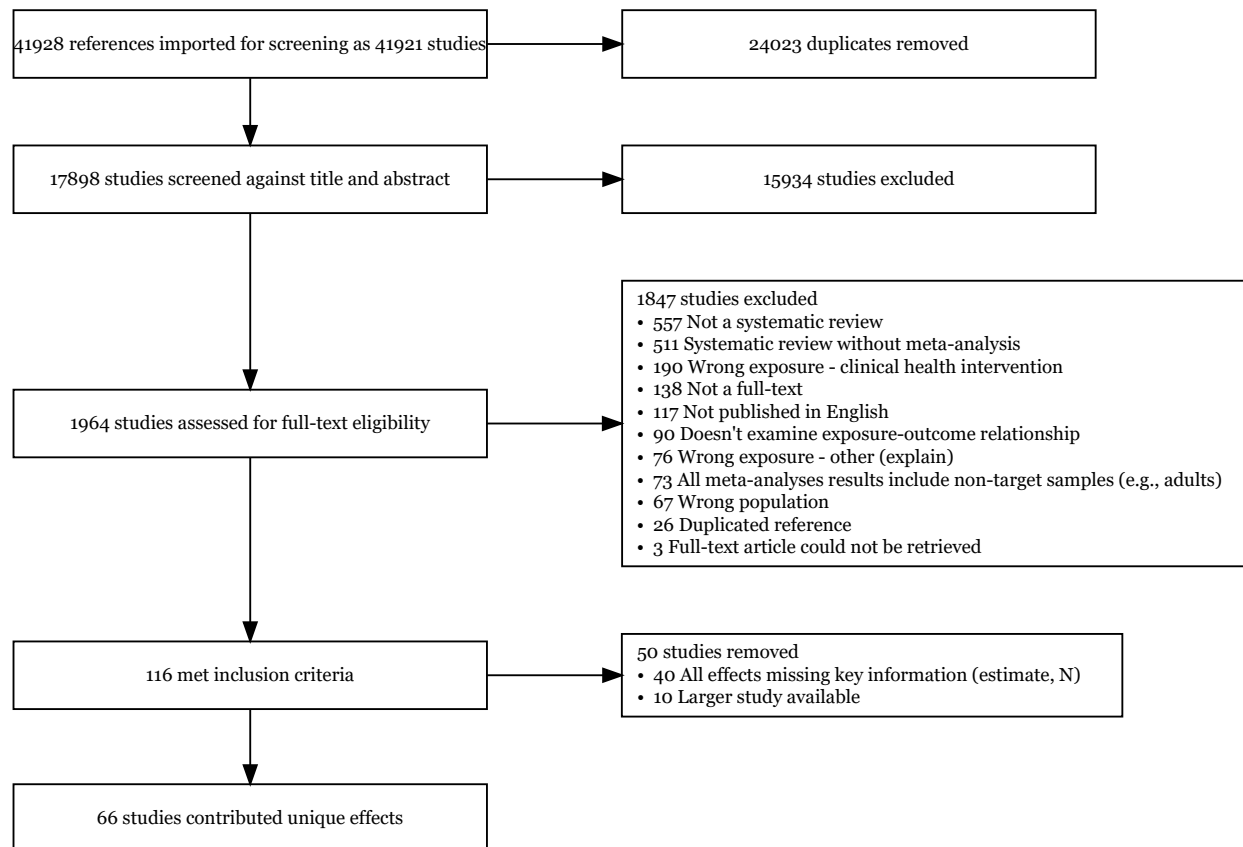 41928 references imported for screening as 41921 studies
24023 duplicates removed
17898 studies screened against title and abstract
15934 studies excluded
1964 studies assessed for full-text eligibility
1847 studies excluded
• 557 Not a systematic review
• 511 Systematic review without meta-analysis
• 190 Wrong exposure - clinical health intervention
• 138 Not a full-text
• 117 Not published in English
• 90 Doesn't examine exposure-outcome relationship
• 76 Wrong exposure - other (explain)
• 73 All meta-analyses results include non-target samples (e.g., adults)
• 67 Wrong population
• 26 Duplicated reference
• 3 Full-text article could not be retrieved
116 met inclusion criteria
50 studies removed
• 40 All effects missing key information (estimate, N)
• 10 Larger study available
66 studies contributed unique effects